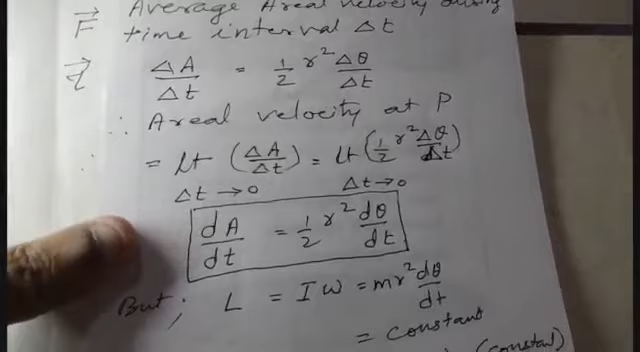 Average Areal velocity during
F⃗ time interval Δt
ΔA/Δt = 1/2 r² Δθ/Δt
∴ Areal velocity at P
= Lt Δt→0 (ΔA/Δt) = Lt Δt→0 (1/2 r² Δθ/Δt)
dA/dt = 1/2 r² dθ/dt
But; L = Iω = mr² dθ/dt
= constant
(constant)